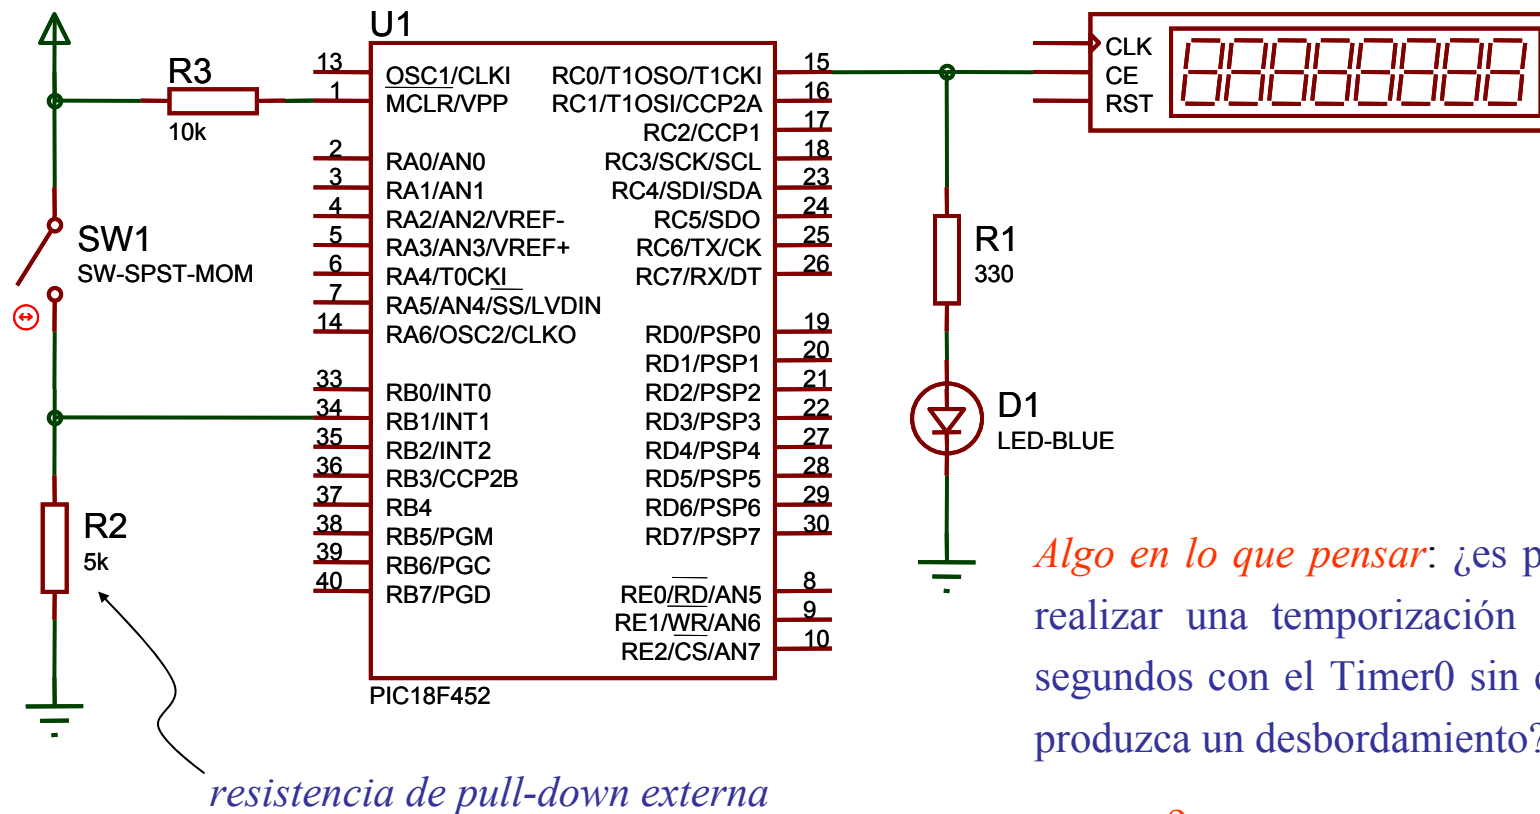 U1
R3
10k
SW1
SW-SPST-MOM
R2
5k
13
1
2
3
4
5
6
7
14
33
34
35
36
37
38
39
40
OSC1/CLKI
MCLR/VPP
RA0/AN0
RA1/AN1
RA2/AN2/VREF-
RA3/AN3/VREF+
RA4/T0CKI
RA5/AN4/SS/LVDIN
RA6/OSC2/CLKO
RB0/INT0
RB1/INT1
RB2/INT2
RB3/CCP2B
RB4
RB5/PGM
RB6/PGC
RB7/PGD
RC0/T1OSO/T1CKI
RC1/T1OSI/CCP2A
RC2/CCP1
RC3/SCK/SCL
RC4/SDI/SDA
RC5/SDO
RC6/TX/CK
RC7/RX/DT
RD0/PSP0
RD1/PSP1
RD2/PSP2
RD3/PSP3
RD4/PSP4
RD5/PSP5
RD6/PSP6
RD7/PSP7
RE0/RD/AN5
RE1/WR/AN6
RE2/CS/AN7
15
16
17
18
23
24
25
26
19
20
21
22
27
28
29
30
8
9
10
PIC18F452
CLK
CE
RST
R1
330
D1
LED-BLUE
Algo en lo que pensar: ¿es
realizar una temporización
segundos con el Timer0 sin
produzca un desbordamiento?
resistencia de pull-down externa